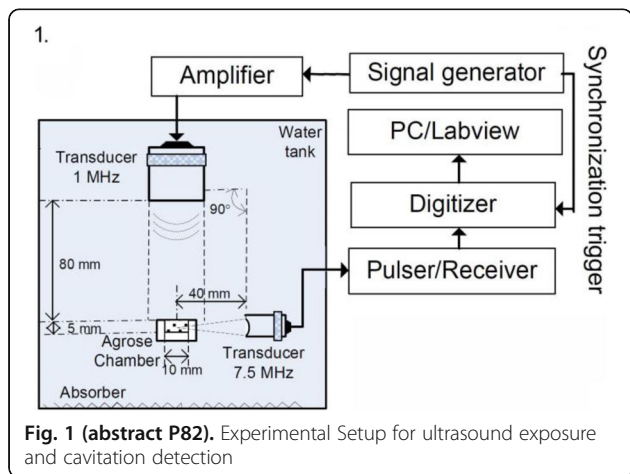 1.
Amplifier
Signal generator
Synchronization trigger
PC/Labview
Water
tank
Transducer
1 MHz
90°
Digitizer
80 mm
40 mm
Pulser/Receiver
5 mm
Agrose
Chamber
10 mm
Transducer
7.5 MHz
Absorber
Fig. 1 (abstract P82). Experimental Setup for ultrasound exposure
and cavitation detection